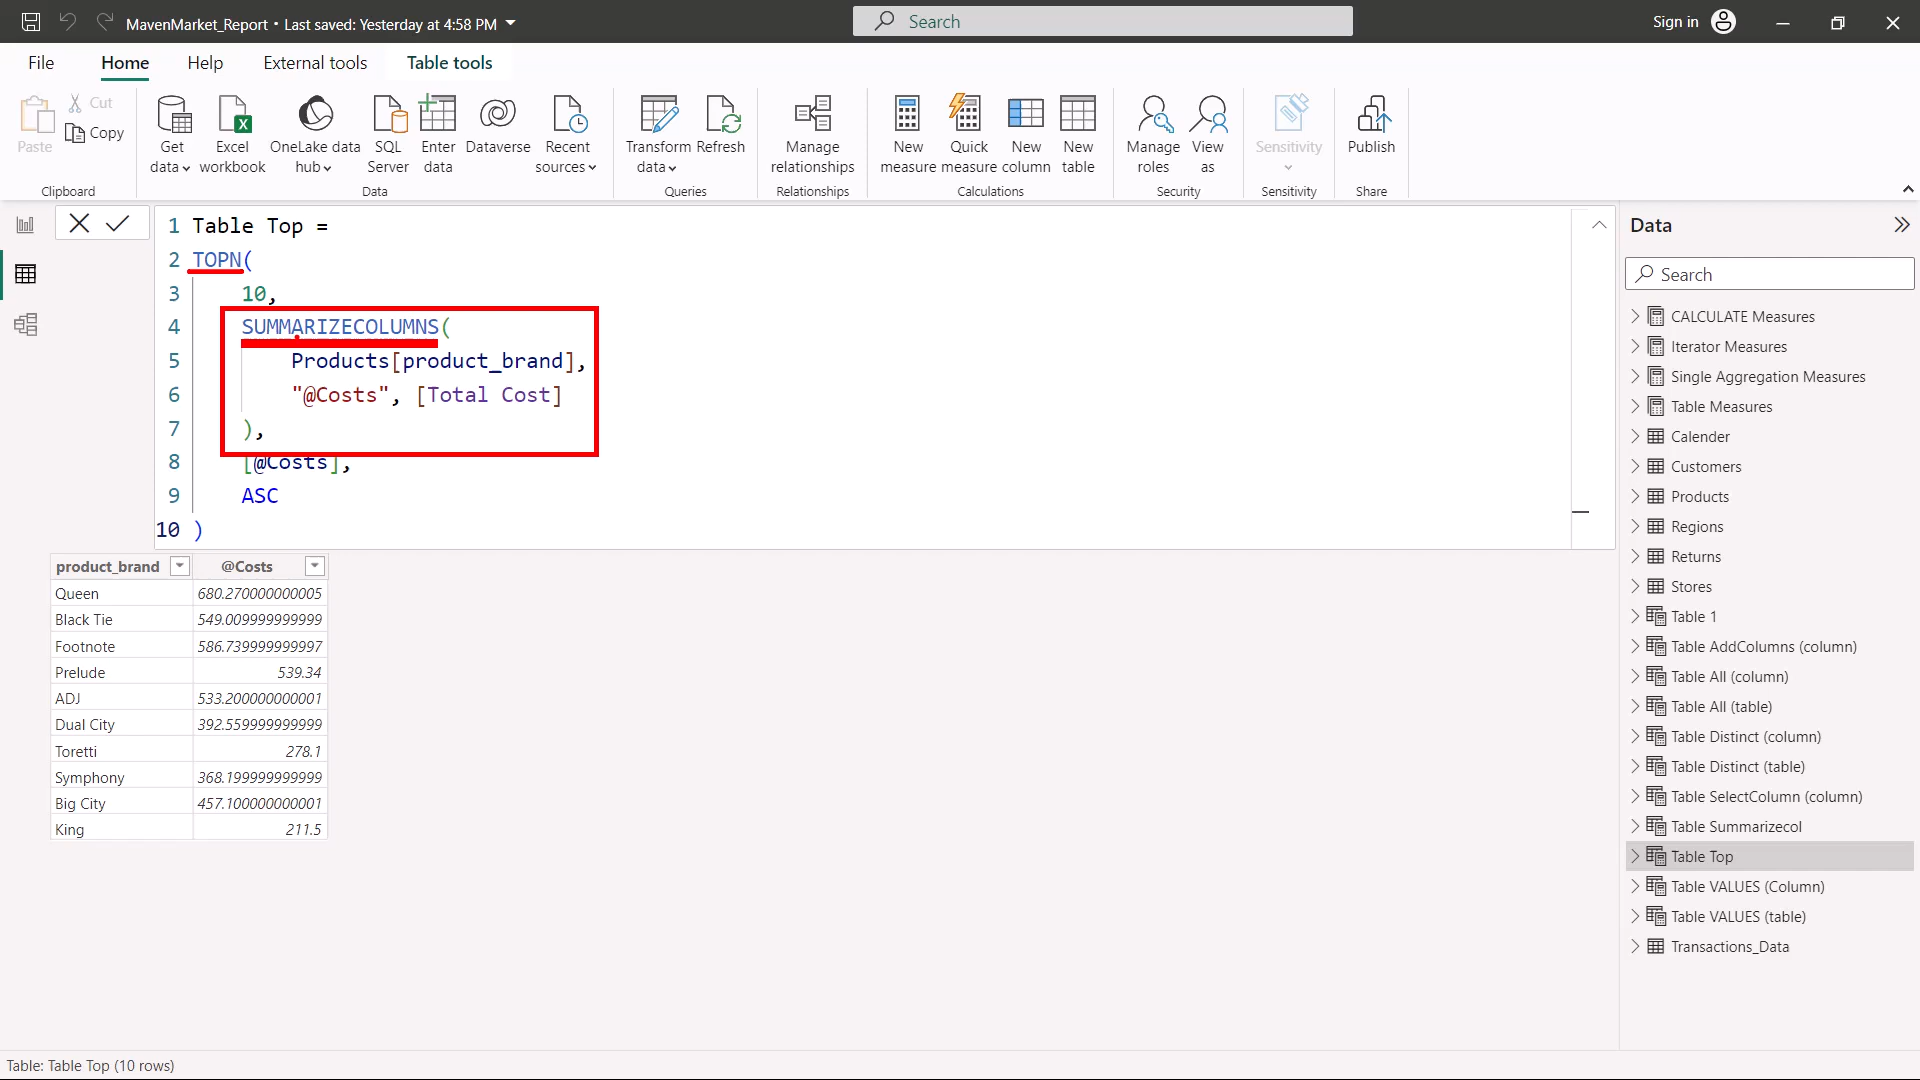 MavenMarket_Report • Last saved: Yesterday at 4:58 PM
Search
Sign in
File
Home
Help
External tools
Table tools
Paste
Cut
Copy
Clipboard
Get data
Excel workbook
OneLake data hub
SQL Server
Enter data
Dataverse
Recent sources
Data
Transform data
Refresh
Queries
Manage relationships
Relationships
New measure
Quick measure
New column
New table
Calculations
Manage roles
View as
Security
Sensitivity
Sensitivity
Publish
Share
1 Table Top =
2 TOPN(
3 10,
4 SUMMARIZECOLUMNS(
5 Products[product_brand],
6 "@Costs", [Total Cost]
7 ),
8 [@Costs],
9 ASC
10 )
product_brand @Costs
Queen 680.270000000005
Black Tie 549.009999999999
Footnote 586.739999999997
Prelude 539.34
ADJ 533.200000000001
Dual City 392.559999999999
Toretti 278.1
Symphony 368.199999999999
Big City 457.100000000001
King 211.5
Data
Search
CALCULATE Measures
Iterator Measures
Single Aggregation Measures
Table Measures
Calender
Customers
Products
Regions
Returns
Stores
Table 1
Table AddColumns (column)
Table All (column)
Table All (table)
Table Distinct (column)
Table Distinct (table)
Table SelectColumn (column)
Table Summarizecol
Table Top
Table VALUES (Column)
Table VALUES (table)
Transactions_Data
Table: Table Top (10 rows)